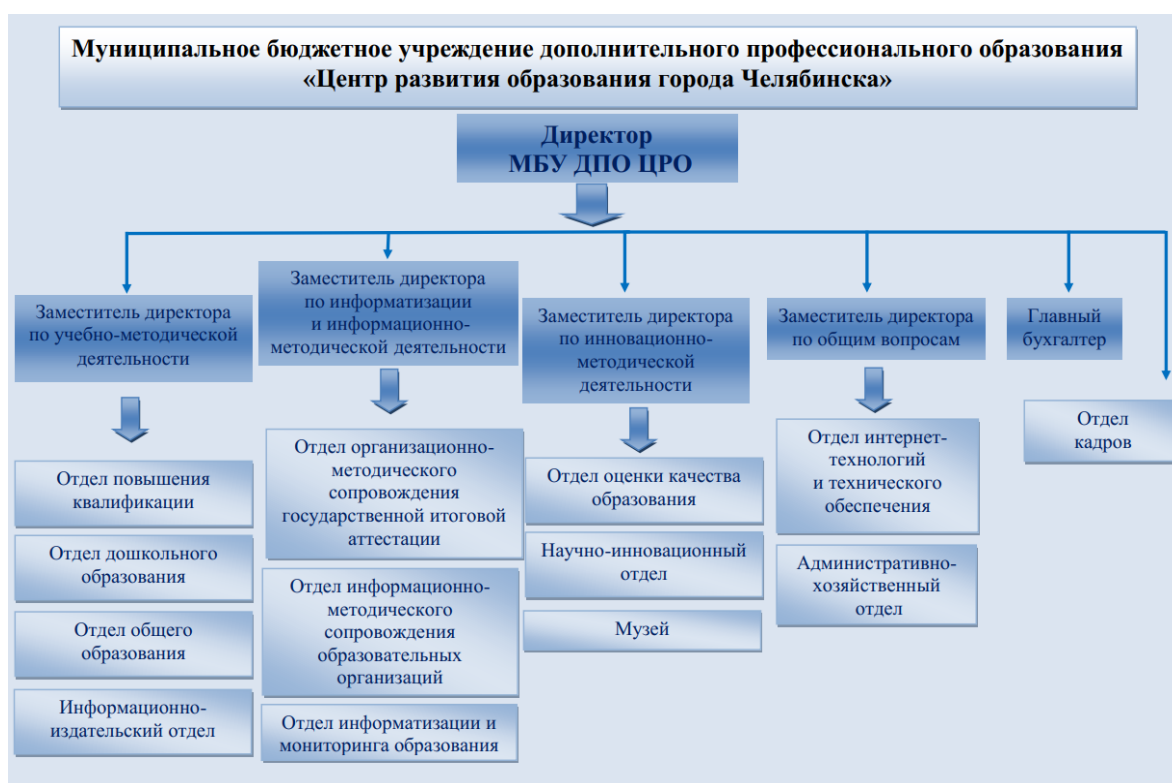 Муниципальное бюджетное учреждение дополнительного профессионального образования
«Центр развития образования города Челябинска»
Директор
МБУ ДПО ЦРО
Заместитель директора
по учебно-методической
деятельности
Отдел повышения
квалификации
Отдел дошкольного
образования
Отдел общего
образования
Информационно-
издательский отдел
Заместитель директора
по информатизации
и информационно-
методической деятельности
Отдел организационно-
методического
сопровождения
государственной итоговой
аттестации
Отдел информационно-
методического
сопровождения
образовательных
организаций
Отдел информатизации и
мониторинга образования
Заместитель директора
по инновационно-
методической
деятельности
Отдел оценки качества
образования
Научно-инновационный
отдел
Музей
Заместитель директора
по общим вопросам
Отдел интернет-
технологий
и технического
обеспечения
Административно-
хозяйственный
отдел
Главный
бухгалтер
Отдел
кадров